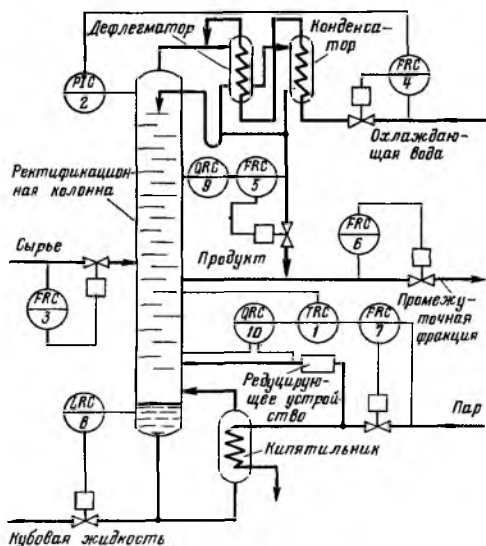 Дефлегматор
Конденса-
тор
PIC
2
FRC
4
Охлаждаю-
щая вода
Ректификацион-
ная колонна
QRC
9
FRC
5
FRC
6
Сырье
Продукт
FRC
3
QRC
10
TRC
1
FRC
7
Промежу-
точная
фракция
Редуцирую-
щее устрой-
ство
Пар
LRC
8
Кипятильник
Кубовая жидкость